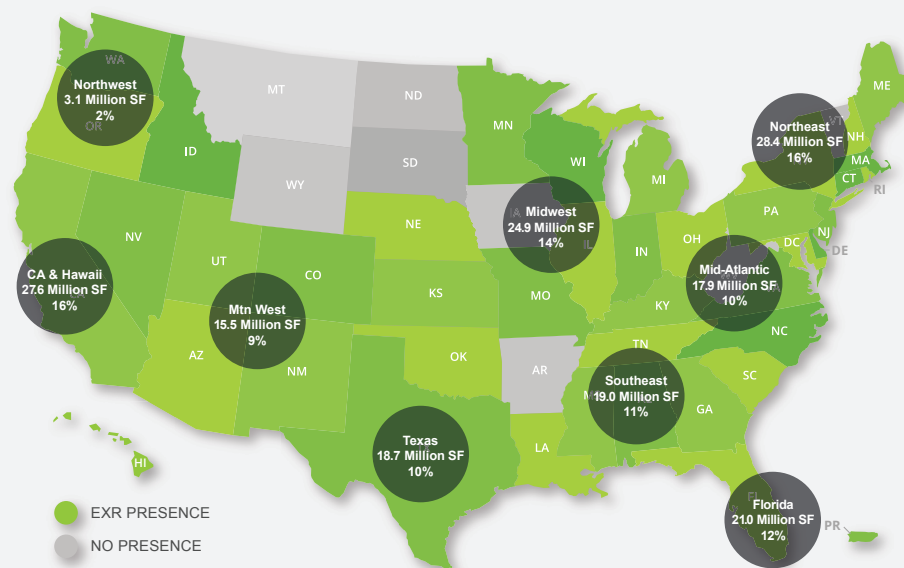 WA
Northwest
3.1 Million SF
2%
OR
ID
MT
ND
SD
WY
MN
WI
MI
NE
IA
Midwest
24.9 Million SF
14%
IL
IN
OH
Northeast
28.4 Million SF
16%
VT
NH
ME
MA
CT
RI
PA
NJ
DE
DC
NV
UT
CO
KS
MO
KY
CA & Hawaii
27.6 Million SF
16%
CA
Mtn West
15.5 Million SF
9%
Mid-Atlantic
17.9 Million SF
10%
NC
AZ
NM
OK
AR
TN
SC
GA
Southeast
19.0 Million SF
11%
Texas
18.7 Million SF
10%
LA
HI
FL
Florida
21.0 Million SF
12%
PR
EXR PRESENCE
NO PRESENCE